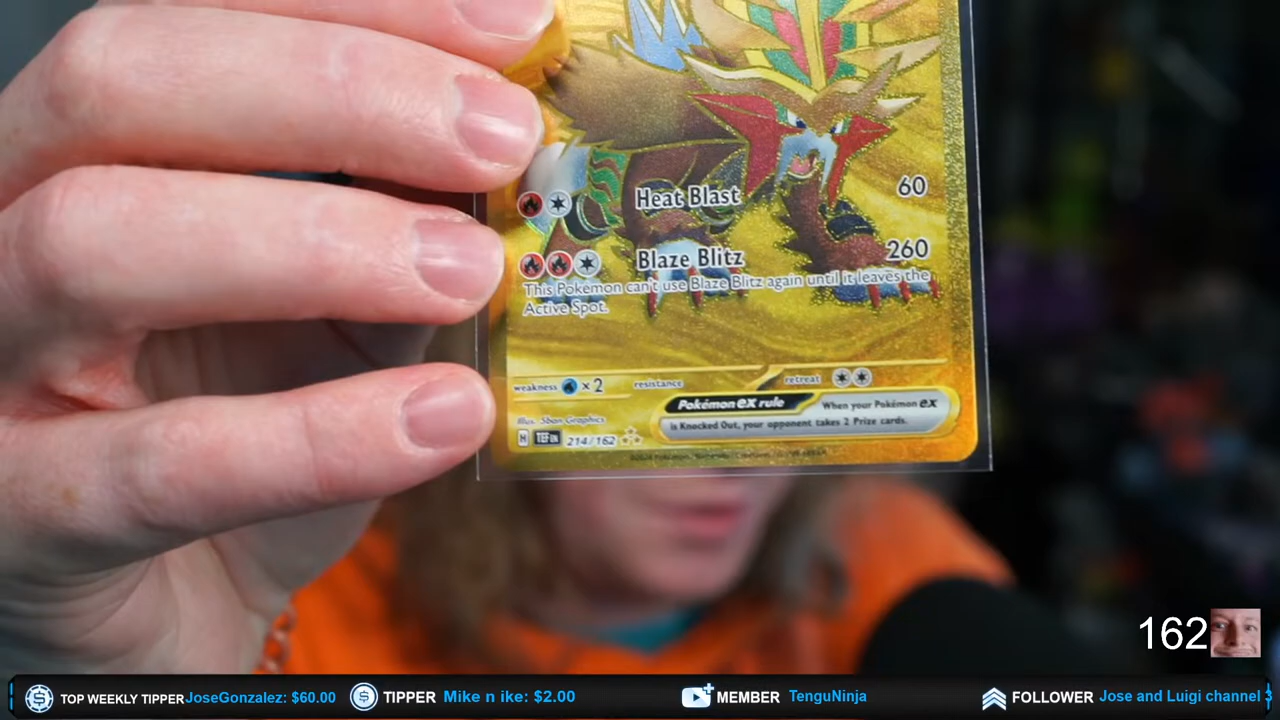 Heat Blast 60
Blaze Blitz 260
This Pokémon can't use Blaze Blitz again until it leaves the
Active Spot.
weakness ×2 resistance retreat
Pokémon ex rule When your Pokémon ex
is Knocked Out, your opponent takes 2 Prize cards.
Illus. 5ban Graphics
H TEF EN 214/162
162
TOP WEEKLY TIPPER JoseGonzalez: $60.00 TIPPER Mike n ike: $2.00 MEMBER TenguNinja FOLLOWER Jose and Luigi channel 3